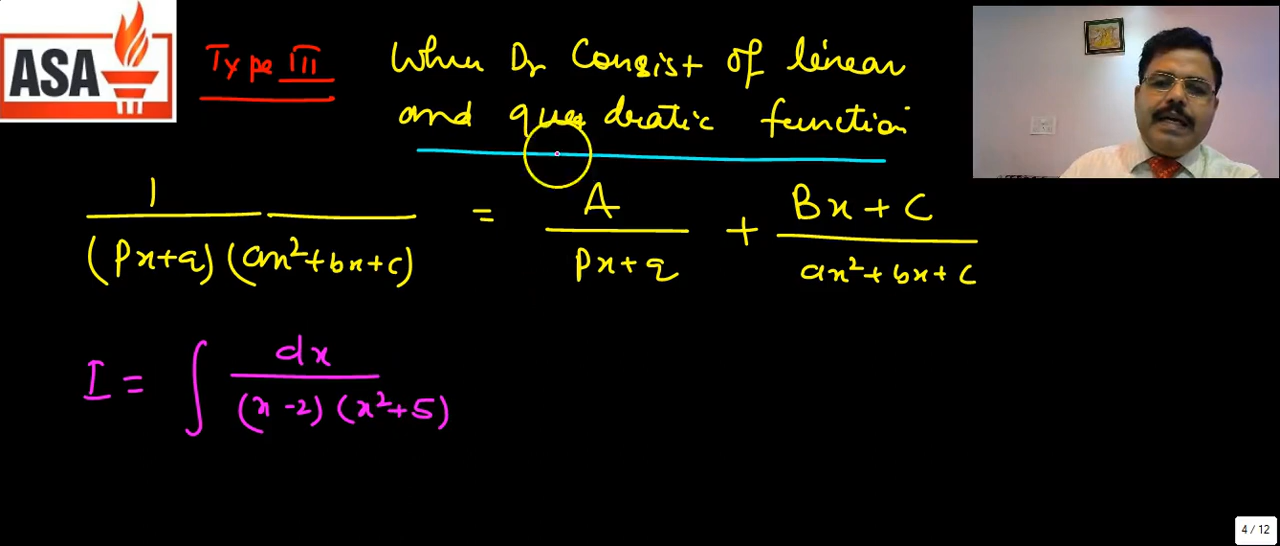 ASA
Type III
When Dr Consist of linear
and quadratic function
1 / (Px+q) (ax²+bx+c) = A / Px+q + Bx+C / ax²+bx+c
I = ∫ dx / (x-2) (x²+5)
4 / 12